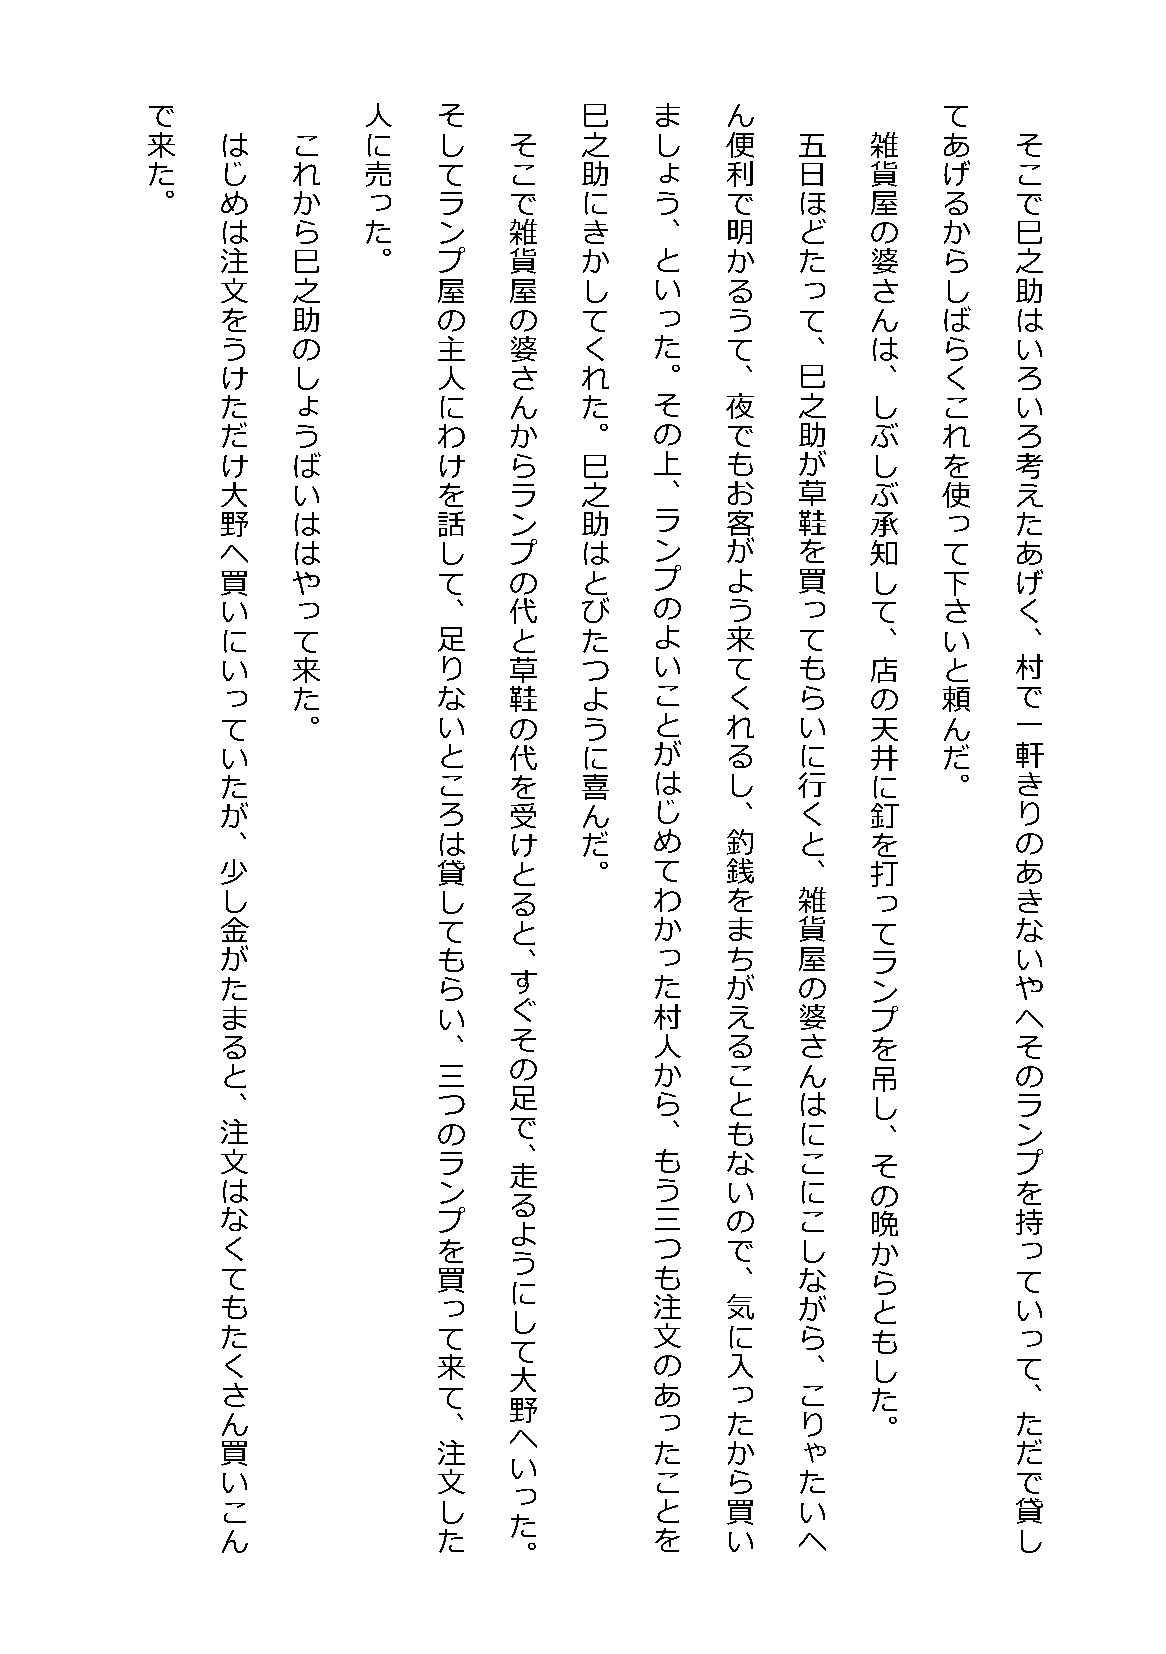 そこで巳之助はいろいろ考えたあげく、村で一軒きりのあきないやへそのランプを持っていって、ただで貸し
てあげるからしばらくこれを使って下さいと頼んだ。
雑貨屋の婆さんは、しぶしぶ承知して、店の天井に釘を打ってランプを吊し、その晩からともした。
五日ほどたって、巳之助が草鞋を買ってもらいに行くと、雑貨屋の婆さんはにこにこしながら、こりゃたいへ
ん便利で明かるうて、夜でもお客がよう来てくれるし、釣銭をまちがえることもないので、気に入ったから買い
ましょう、といった。その上、ランプのよいことがはじめてわかった村人から、もう三つも注文のあったことを
巳之助にきかしてくれた。巳之助はとびたつように喜んだ。
そこで雑貨屋の婆さんからランプの代と草鞋の代を受けとると、すぐその足で、走るようにして大野へいった。
そしてランプ屋の主人にわけを話して、足りないところは貸してもらい、三つのランプを買って来て、注文した
人に売った。
これから巳之助のしょうばいははやって来た。
はじめは注文をうけただけ大野へ買いにいっていたが、少し金がたまると、注文はなくてもたくさん買いこん
で来た。